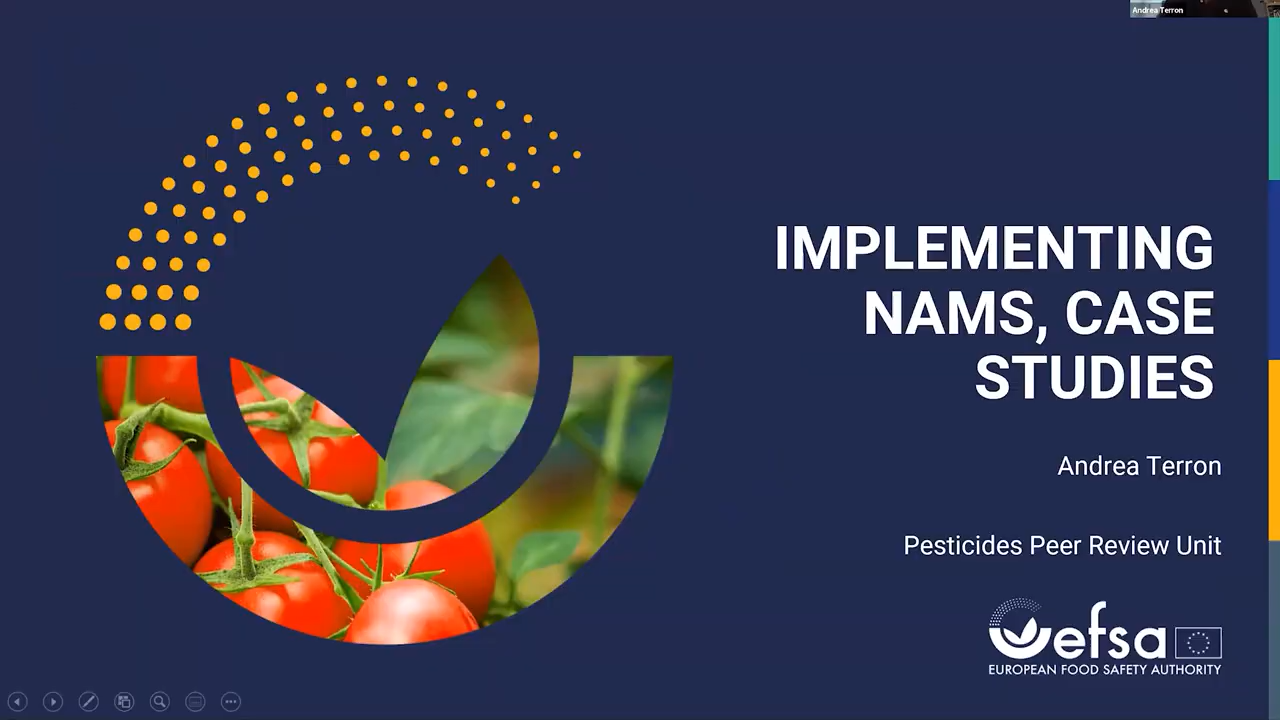 Andrea Terron
IMPLEMENTING
NAMS, CASE
STUDIES
Andrea Terron
Pesticides Peer Review Unit
efsa
EUROPEAN FOOD SAFETY AUTHORITY